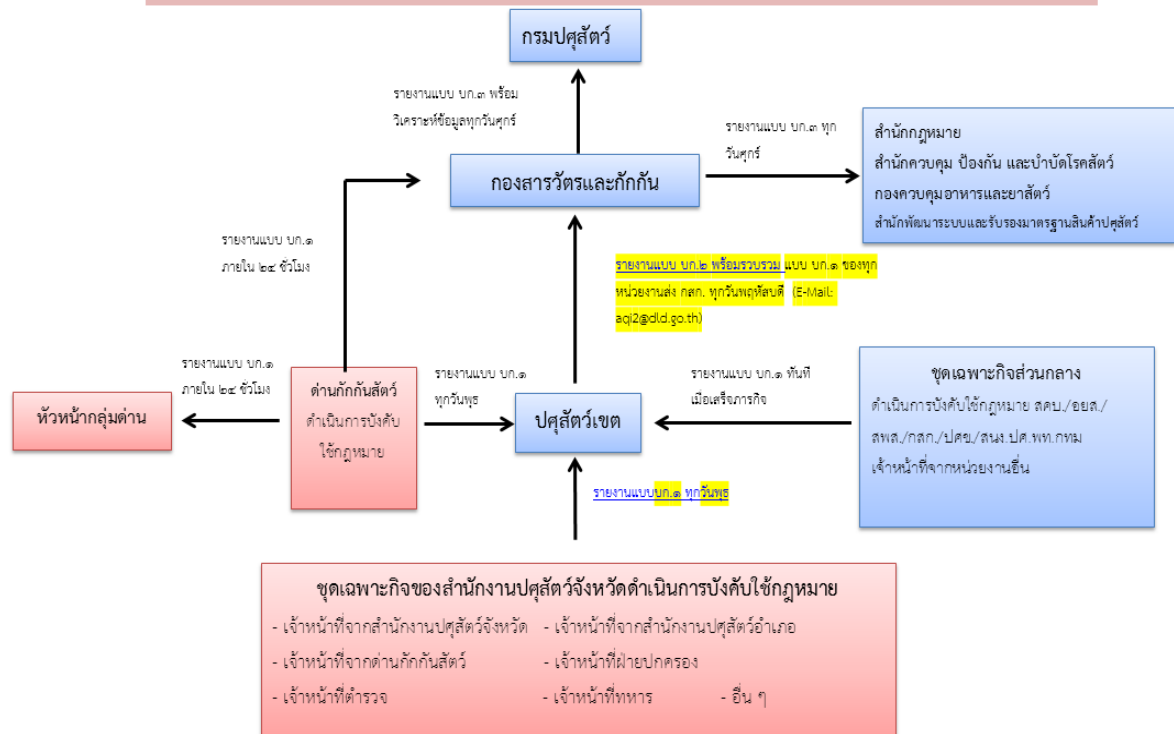 กรมปศุสัตว์
รายงานแบบ บก.๓ พร้อม
วิเคราะห์ข้อมูลทุกวันศุกร์
กองสารวัตรและกักกัน
รายงานแบบ บก.๓ ทุก
วันศุกร์
สำนักกฎหมาย
สำนักควบคุม ป้องกัน และบำบัดโรคสัตว์
กองควบคุมอาหารและยาสัตว์
สำนักพัฒนาระบบและรับรองมาตรฐานสินค้าปศุสัตว์
รายงานแบบ บก.๑
ภายใน ๒๔ ชั่วโมง
รายงานแบบ บก.๒ พร้อมรวบรวม แบบ บก.๑ ของทุก
หน่วยงานส่ง กสก. ทุกวันพฤหัสบดี (E-Mail:
aqi2@dld.go.th)
รายงานแบบ บก.๑
ภายใน ๒๔ ชั่วโมง
หัวหน้ากลุ่มด่าน
ด่านกักกันสัตว์
ดำเนินการบังคับ
ใช้กฎหมาย
รายงานแบบ บก.๑
ทุกวันพุธ
ปศุสัตว์เขต
รายงานแบบ บก.๑ ทันที
เมื่อเสร็จภารกิจ
ชุดเฉพาะกิจส่วนกลาง
ดำเนินการบังคับใช้กฎหมาย สคบ./อยส./
สพส./กสก./ปศข./สนง.ปศ.พท.กทม
เจ้าหน้าที่จากหน่วยงานอื่น
รายงานแบบบก.๑ ทุกวันพุธ
ชุดเฉพาะกิจของสำนักงานปศุสัตว์จังหวัดดำเนินการบังคับใช้กฎหมาย
- เจ้าหน้าที่จากสำนักงานปศุสัตว์จังหวัด - เจ้าหน้าที่จากสำนักงานปศุสัตว์อำเภอ
- เจ้าหน้าที่จากด่านกักกันสัตว์ - เจ้าหน้าที่ฝ่ายปกครอง
- เจ้าหน้าที่ตำรวจ - เจ้าหน้าที่ทหาร - อื่น ๆ